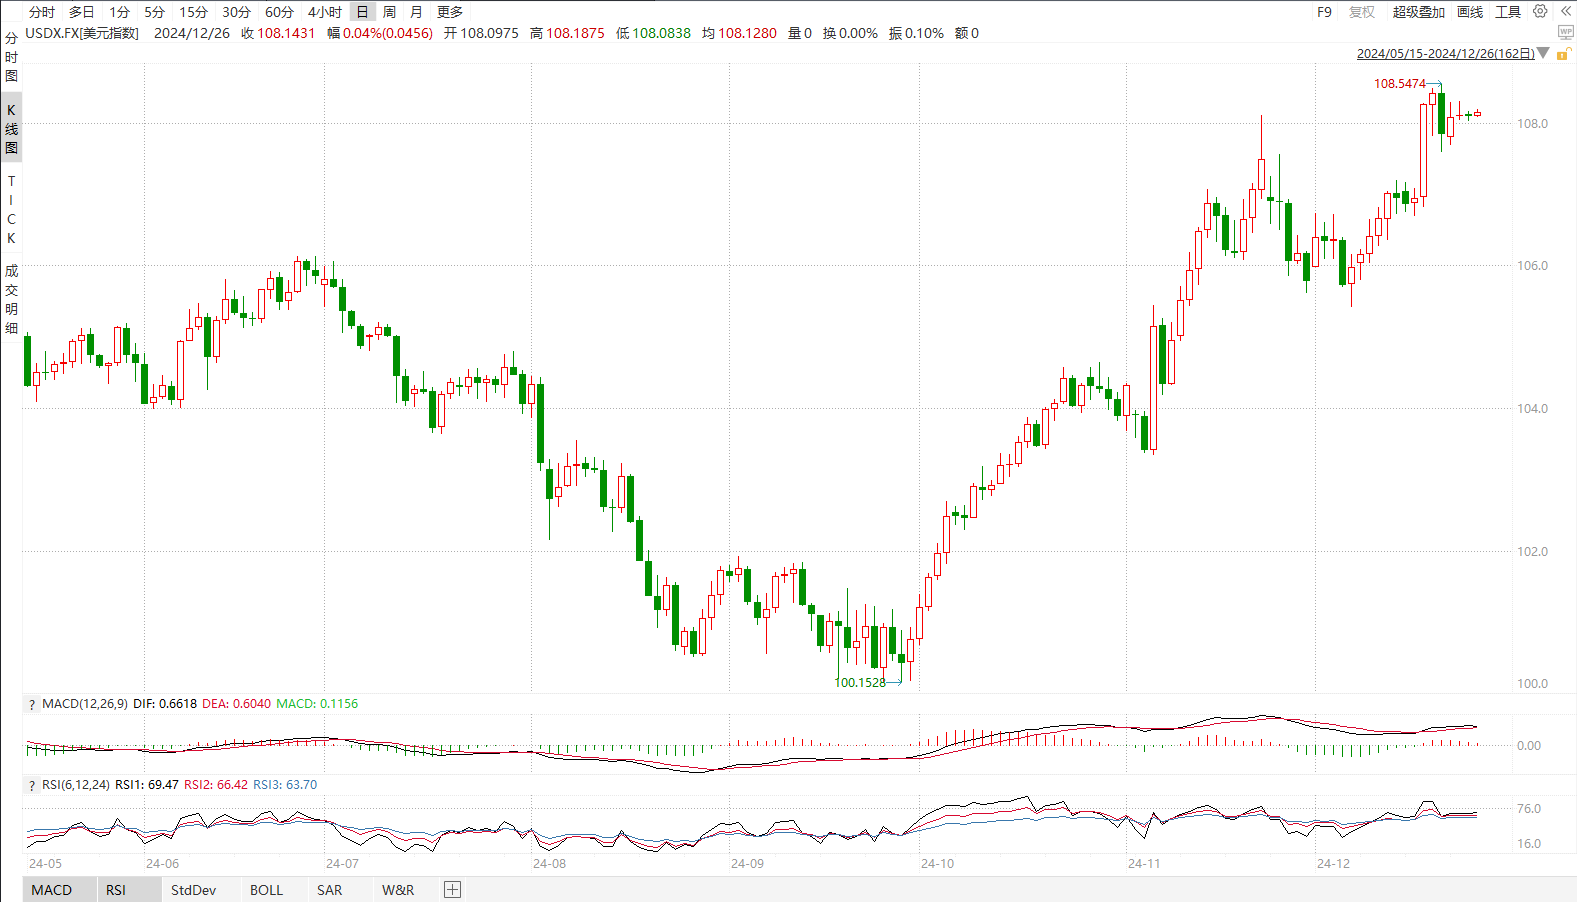 分时 多日 1分 5分 15分 30分 60分 4小时 日 周 月 更多 F9 复权 超级叠加 画线 工具
USDX.FX[美元指数] 2024/12/26 收 108.1431 幅 0.04%(0.0456) 开 108.0975 高 108.1875 低 108.0838 均 108.1280 量 0 换 0.00% 振 0.10% 额 0
WP
2024/05/15-2024/12/26(162日)
分时图
K线图
TICK
成交明细
108.5474
108.0
106.0
104.0
102.0
100.1528
100.0
? MACD(12,26,9) DIF: 0.6618 DEA: 0.6040 MACD: 0.1156
0.00
? RSI(6,12,24) RSI1: 69.47 RSI2: 66.42 RSI3: 63.70
76.0
16.0
24-05 24-06 24-07 24-08 24-09 24-10 24-11 24-12
MACD RSI StdDev BOLL SAR W&R